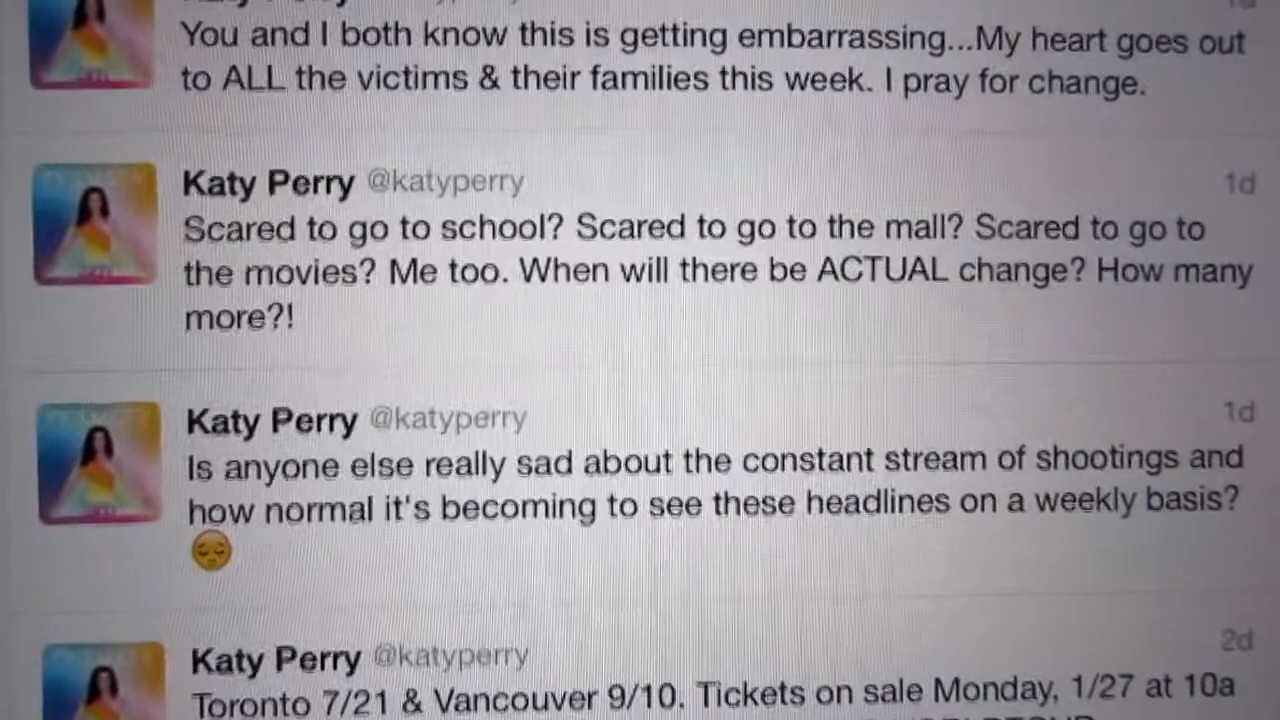 You and I both know this is getting embarrassing...My heart goes out
to ALL the victims & their families this week. I pray for change.
Katy Perry @katyperry 1d
Scared to go to school? Scared to go to the mall? Scared to go to
the movies? Me too. When will there be ACTUAL change? How many
more?!
Katy Perry @katyperry 1d
Is anyone else really sad about the constant stream of shootings and
how normal it's becoming to see these headlines on a weekly basis?
Katy Perry @katyperry 2d
Toronto 7/21 & Vancouver 9/10. Tickets on sale Monday, 1/27 at 10a